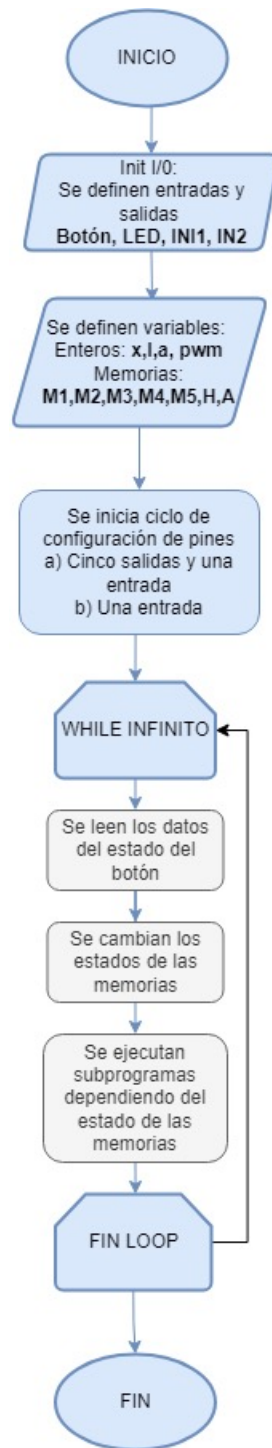 INICIO
Init I/0:
Se definen entradas y
salidas
Botón, LED, INI1, IN2
Se definen variables:
Enteros: x,I,a, pwm
Memorias:
M1,M2,M3,M4,M5,H,A
Se inicia ciclo de
configuración de pines
a) Cinco salidas y una
entrada
b) Una entrada
WHILE INFINITO
Se leen los datos
del estado del
botón
Se cambian los
estados de las
memorias
Se ejecutan
subprogramas
dependiendo del
estado de las
memorias
FIN LOOP
FIN